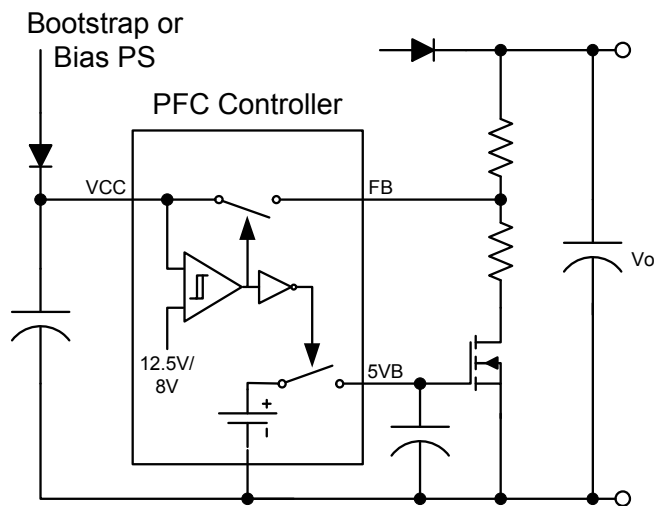 Bootstrap or
Bias PS
PFC Controller
VCC
FB
Vo
12.5V/
8V
5VB
+